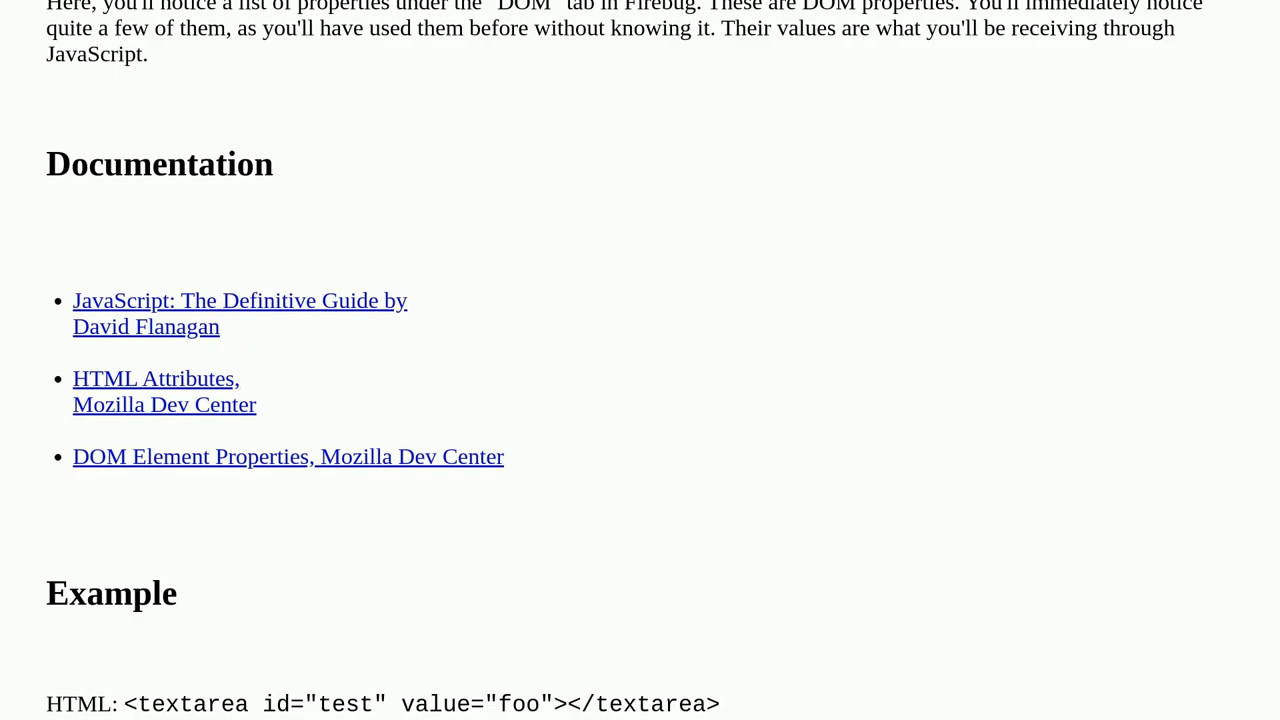 Here, you'll notice a list of properties under the "DOM" tab in Firebug. These are DOM properties. You'll immediately notice
quite a few of them, as you'll have used them before without knowing it. Their values are what you'll be receiving through
JavaScript.
Documentation
• JavaScript: The Definitive Guide by
David Flanagan
• HTML Attributes,
Mozilla Dev Center
• DOM Element Properties, Mozilla Dev Center
Example
HTML: <textarea id="test" value="foo"></textarea>